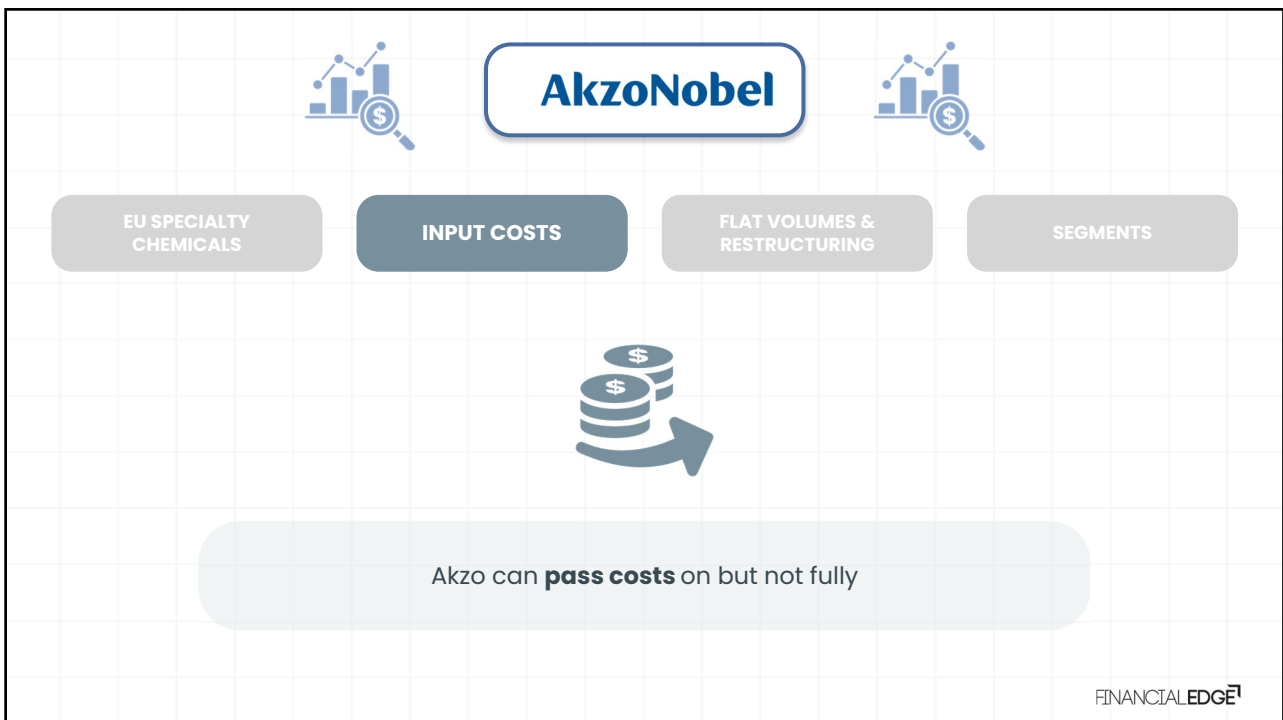 AkzoNobel
EU SPECIALTY
CHEMICALS
INPUT COSTS
FLAT VOLUMES &
RESTRUCTURING
SEGMENTS
$
$
$
$
Akzo can pass costs on but not fully
FINANCIALEDGE